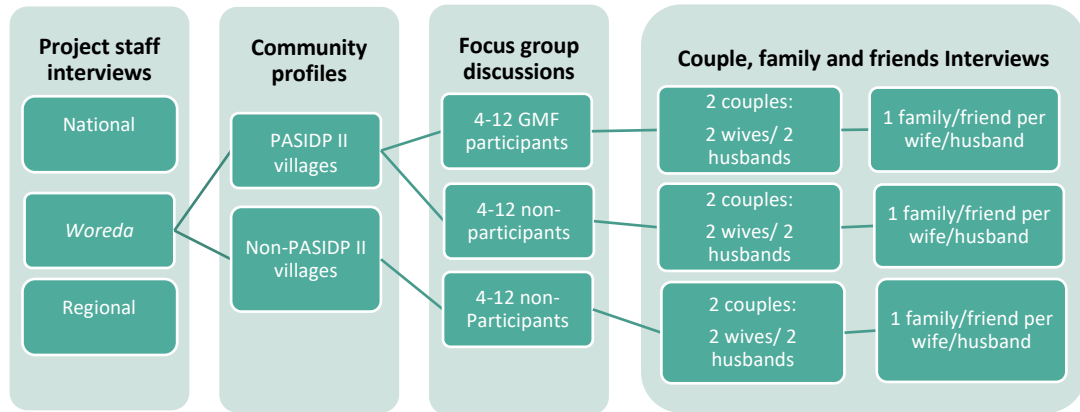 Project staff
interviews
National
Woreda
Regional
Community
profiles
PASIDP II
villages
Non-PASIDP II
villages
Focus group
discussions
4-12 GMF
participants
4-12 non-
participants
4-12 non-
Participants
Couple, family and friends Interviews
2 couples:
2 wives/ 2
husbands
1 family/friend per
wife/husband
2 couples:
2 wives/ 2
husbands
1 family/friend per
wife/husband
2 couples:
2 wives/ 2
husbands
1 family/friend per
wife/husband